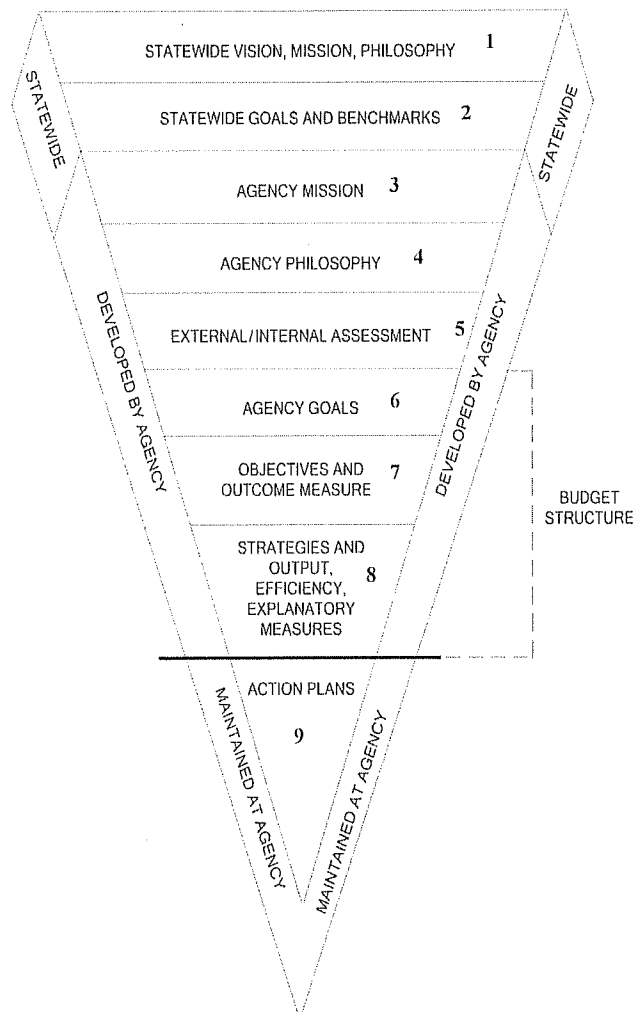 STATEWIDE VISION, MISSION, PHILOSOPHY 1
STATEWIDE
STATEWIDE
STATEWIDE GOALS AND BENCHMARKS 2
AGENCY MISSION 3
AGENCY PHILOSOPHY 4
DEVELOPED BY AGENCY
DEVELOPED BY AGENCY
EXTERNAL/INTERNAL ASSESSMENT 5
AGENCY GOALS 6
OBJECTIVES AND
OUTCOME MEASURE 7
BUDGET
STRUCTURE
STRATEGIES AND
OUTPUT,
EFFICIENCY, 8
EXPLANATORY
MEASURES
ACTION PLANS
9
MAINTAINED AT AGENCY
MAINTAINED AT AGENCY